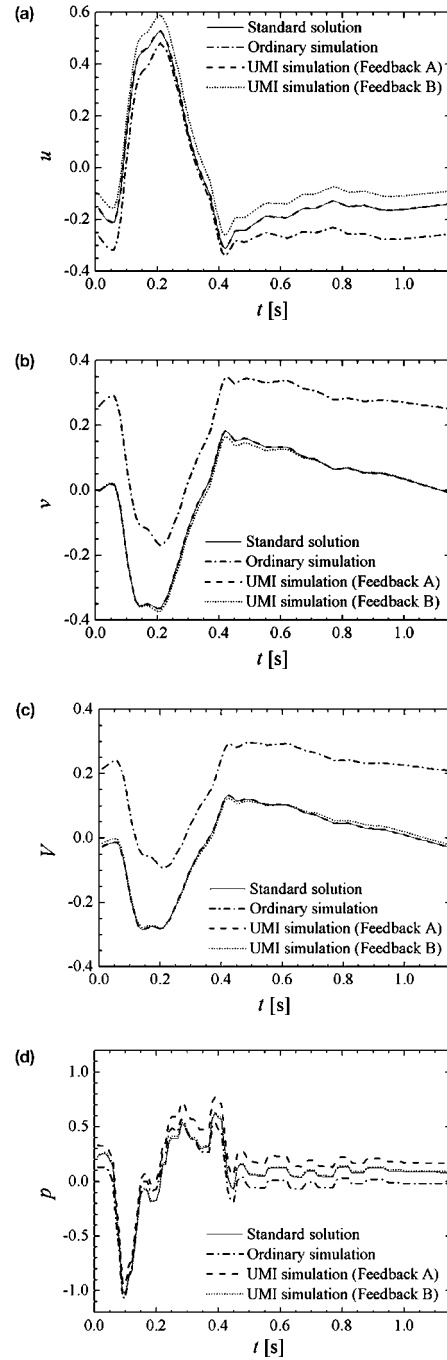 (a)
0.6
0.4
0.2
0.0
-0.2
-0.4
u
Standard solution
Ordinary simulation
UMI simulation (Feedback A)
UMI simulation (Feedback B)
0.0 0.2 0.4 0.6 0.8 1.0
t [s]
(b)
0.4
0.2
0.0
-0.2
-0.4
v
Standard solution
Ordinary simulation
UMI simulation (Feedback A)
UMI simulation (Feedback B)
0.0 0.2 0.4 0.6 0.8 1.0
t [s]
(c)
0.4
0.2
0.0
-0.2
-0.4
V
Standard solution
Ordinary simulation
UMI simulation (Feedback A)
UMI simulation (Feedback B)
0.0 0.2 0.4 0.6 0.8 1.0
t [s]
(d)
1.0
0.5
0.0
-0.5
-1.0
p
Standard solution
Ordinary simulation
UMI simulation (Feedback A)
UMI simulation (Feedback B)
0.0 0.2 0.4 0.6 0.8 1.0
t [s]